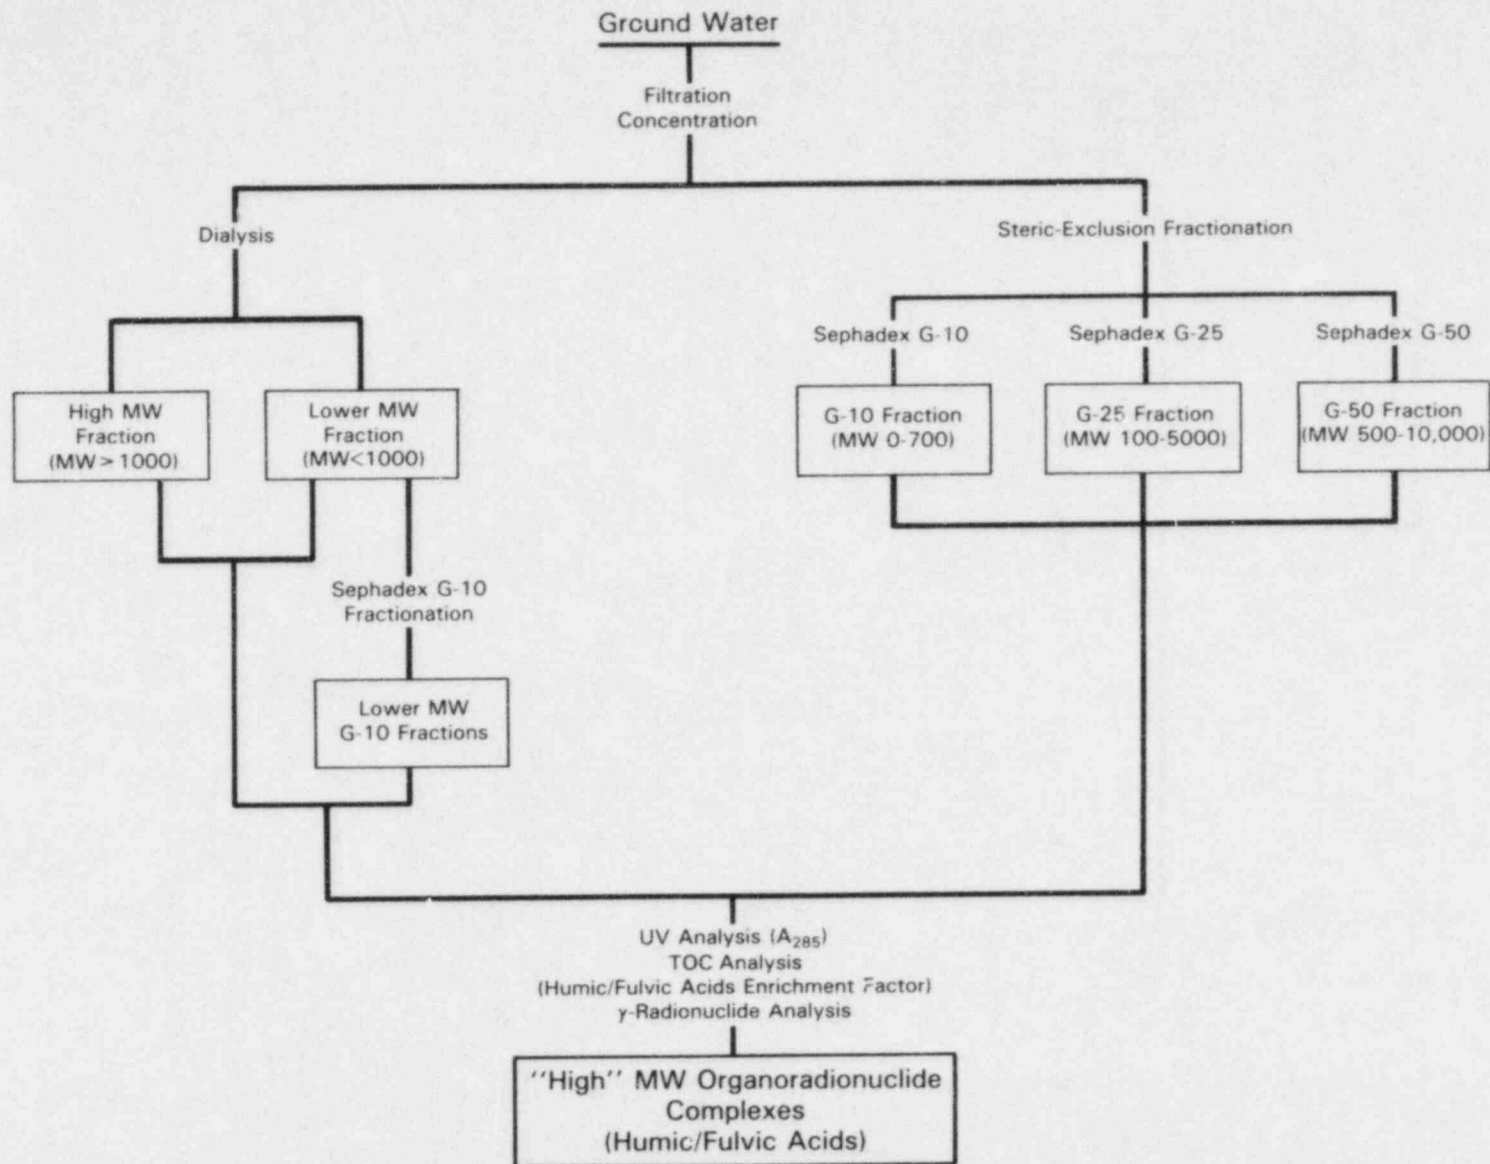 Ground Water
Filtration
Concentration
Dialysis
Steric-Exclusion Fractionation
Sephadex G-10
Sephadex G-25
Sephadex G-50
High MW
Fraction
(MW > 1000)
Lower MW
Fraction
(MW<1000)
G-10 Fraction
(MW 0-700)
G-25 Fraction
(MW 100-5000)
G-50 Fraction
(MW 500-10,000)
Sephadex G-10
Fractionation
Lower MW
G-10 Fractions
UV Analysis (A₂₈₅)
TOC Analysis
(Humic/Fulvic Acids Enrichment Factor)
γ-Radionuclide Analysis
"High" MW Organoradionuclide
Complexes
(Humic/Fulvic Acids)